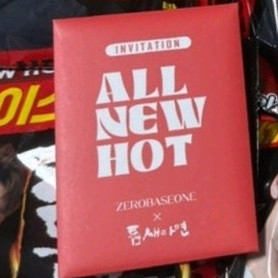 INVITATION
ALL
NEW
HOT
ZEROBASEONE
×
틈새라면